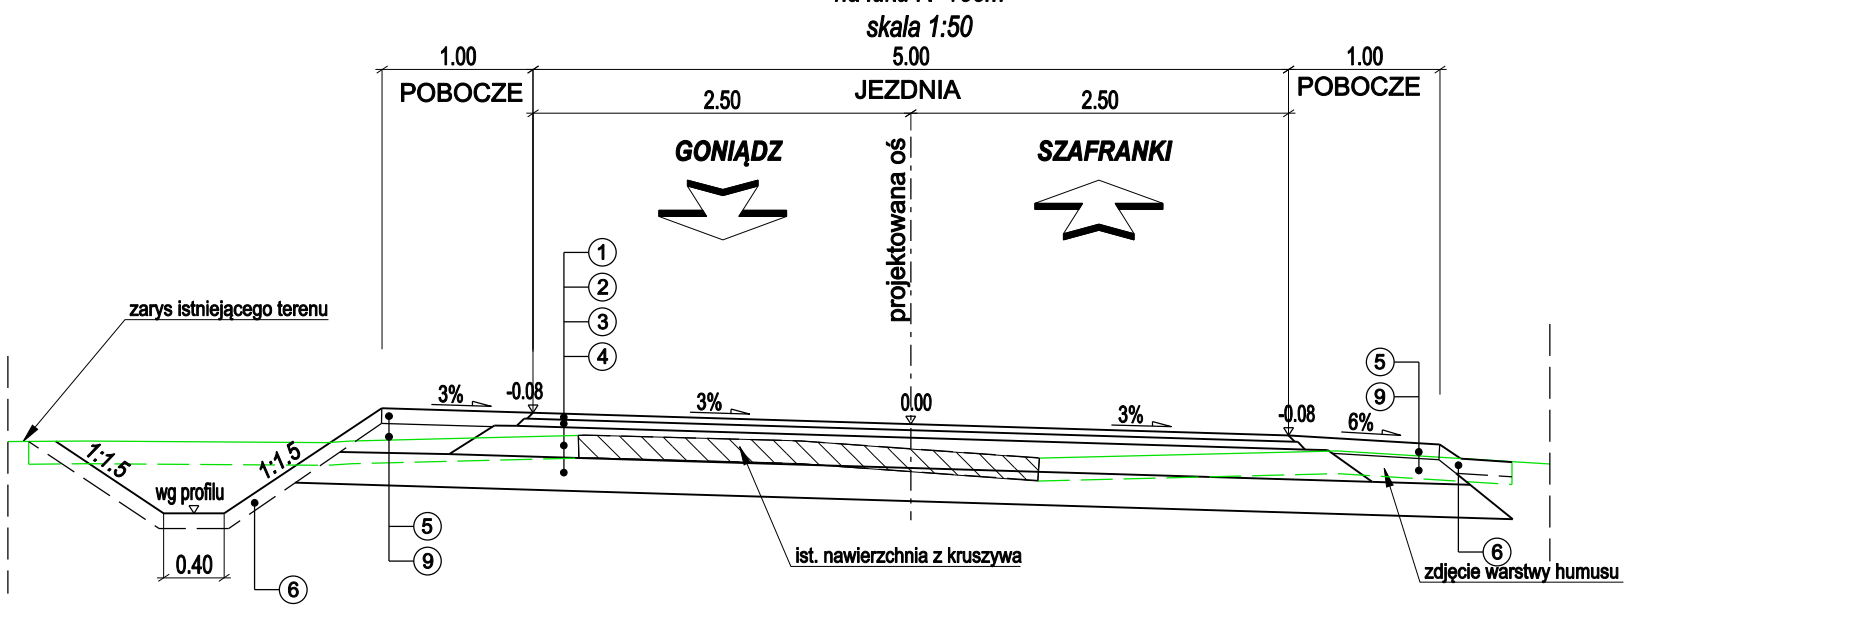 skala 1:50
1.00
5.00
1.00
POBOCZE
JEZDNIA
POBOCZE
2.50
2.50
GONIĄDZ
SZAFRANKI
projektowana oś
1
2
3
4
zarys istniejącego terenu
5
9
3%
-0.08
3%
0.00
3%
-0.08
6%
1:1.5
1:1.5
wg profilu
0.40
5
9
6
ist. nawierzchnia z kruszywa
6
zdjęcie warstwy humusu